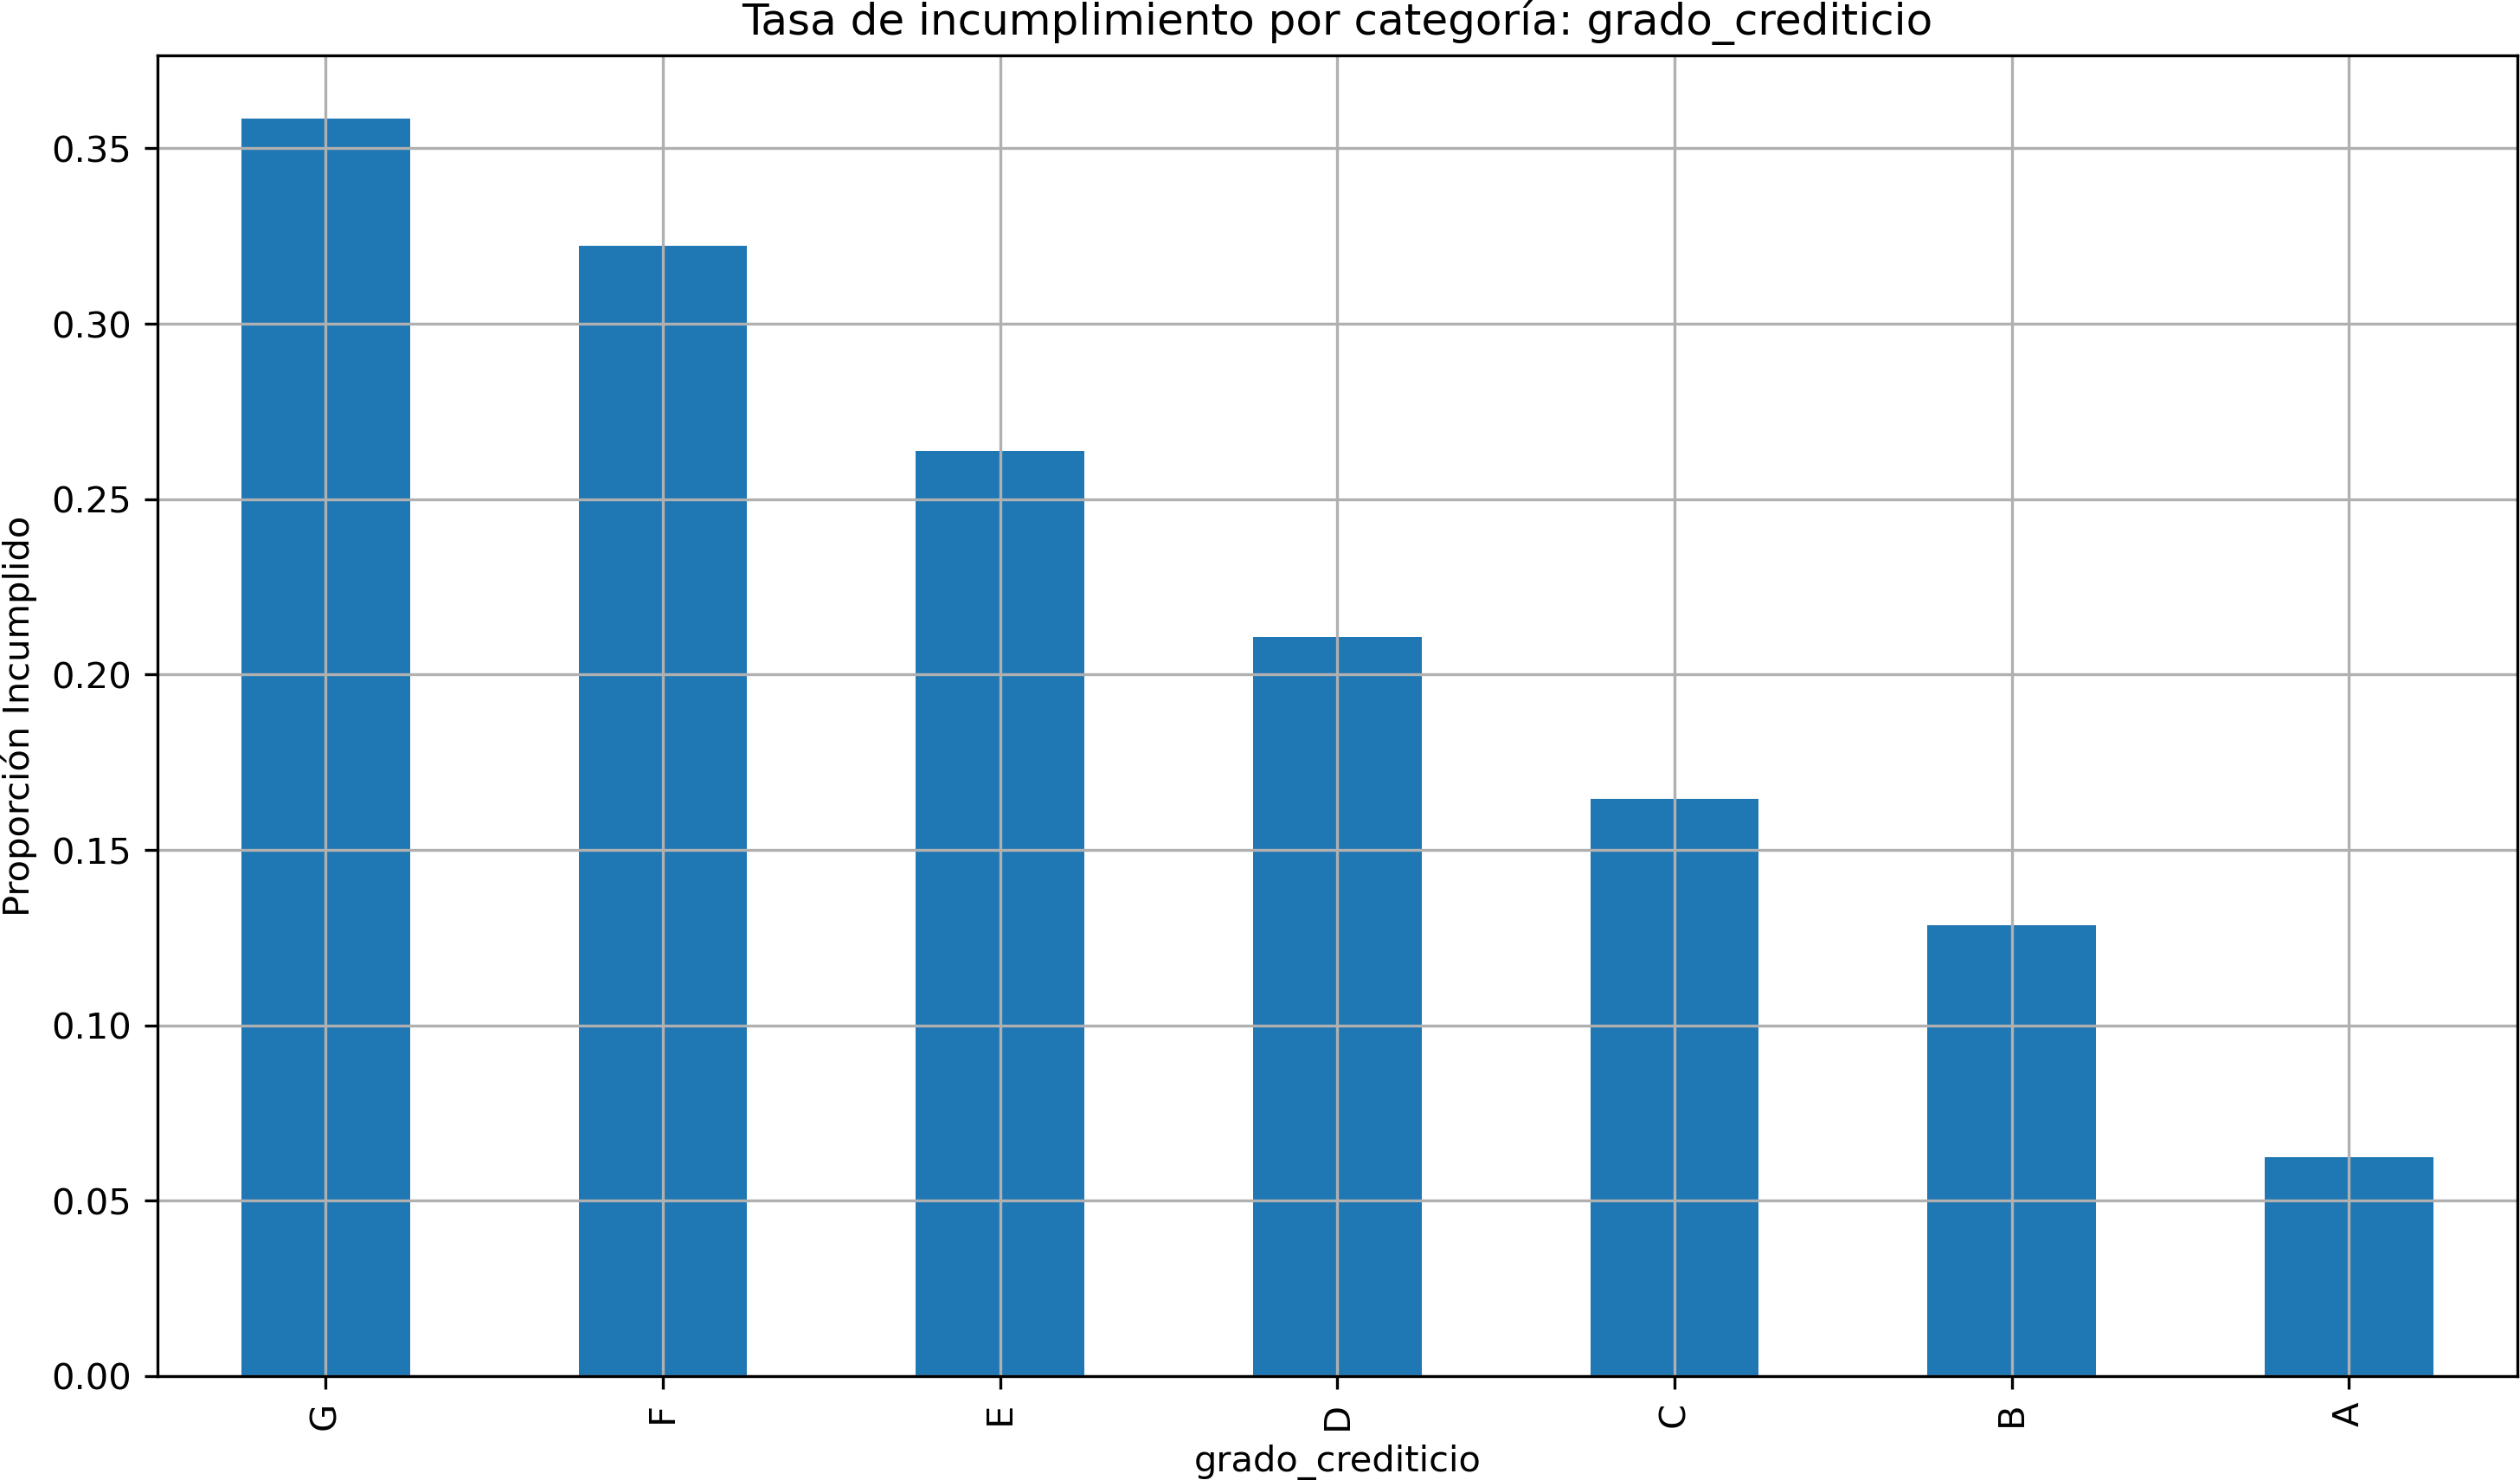 Tasa de incumplimiento por categoría: grado_crediticio
Proporción Incumplido
0.35
0.30
0.25
0.20
0.15
0.10
0.05
0.00
G F E D C B A
grado_crediticio